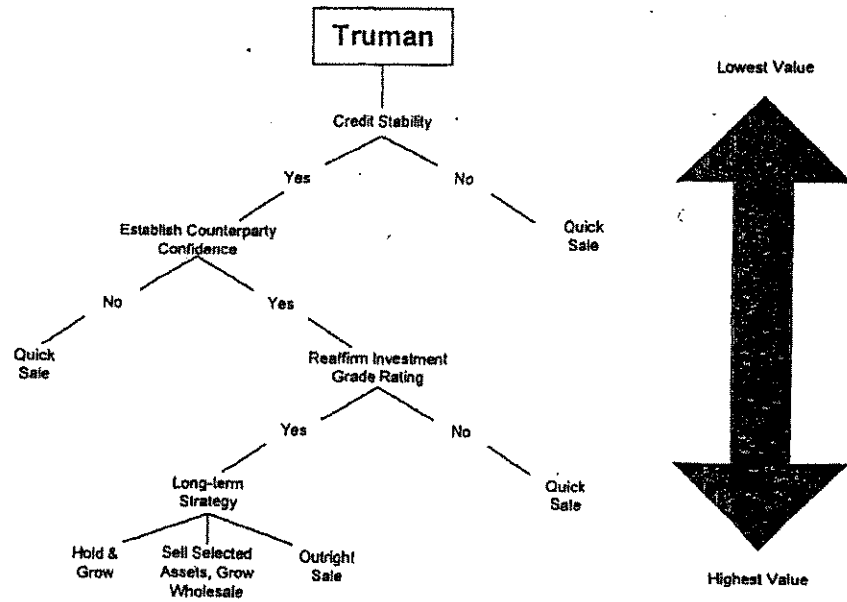 Truman
Lowest Value
Credit Stability
Yes
No
Establish Counterparty
Confidence
Quick
Sale
No
Yes
Quick
Sale
Reaffirm Investment
Grade Rating
Yes
No
Long-term
Strategy
Quick
Sale
Hold &
Grow
Sell Selected
Assets, Grow
Wholesale
Outright
Sale
Highest Value